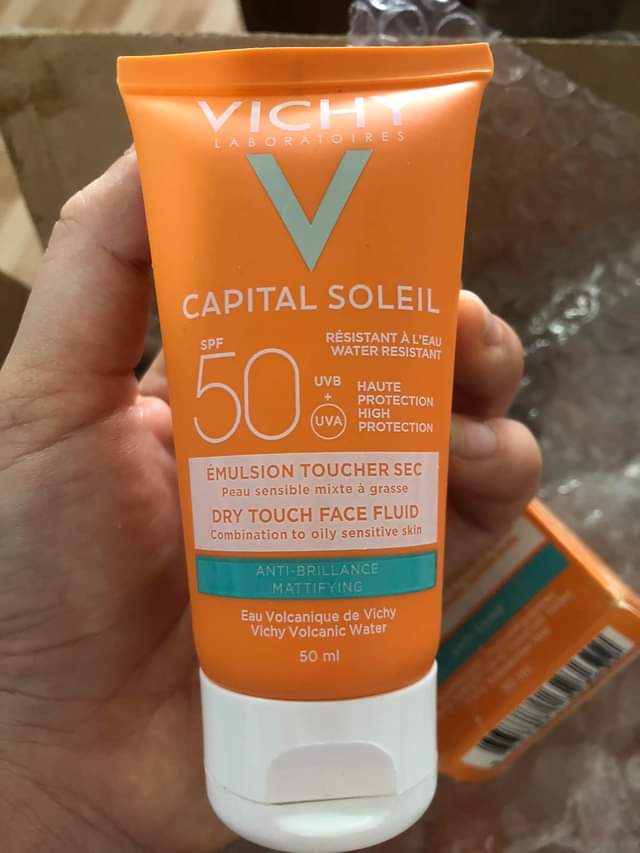 VICHY
LABORATOIRES
CAPITAL SOLEIL
SPF
50
RÉSISTANT À L'EAU
WATER RESISTANT
UVB
+
UVA
HAUTE
PROTECTION
HIGH
PROTECTION
ÉMULSION TOUCHER SEC
Peau sensible mixte à grasse
DRY TOUCH FACE FLUID
Combination to oily sensitive skin
ANTI-BRILLANCE
MATTIFYING
Eau Volcanique de Vichy
Vichy Volcanic Water
50 ml